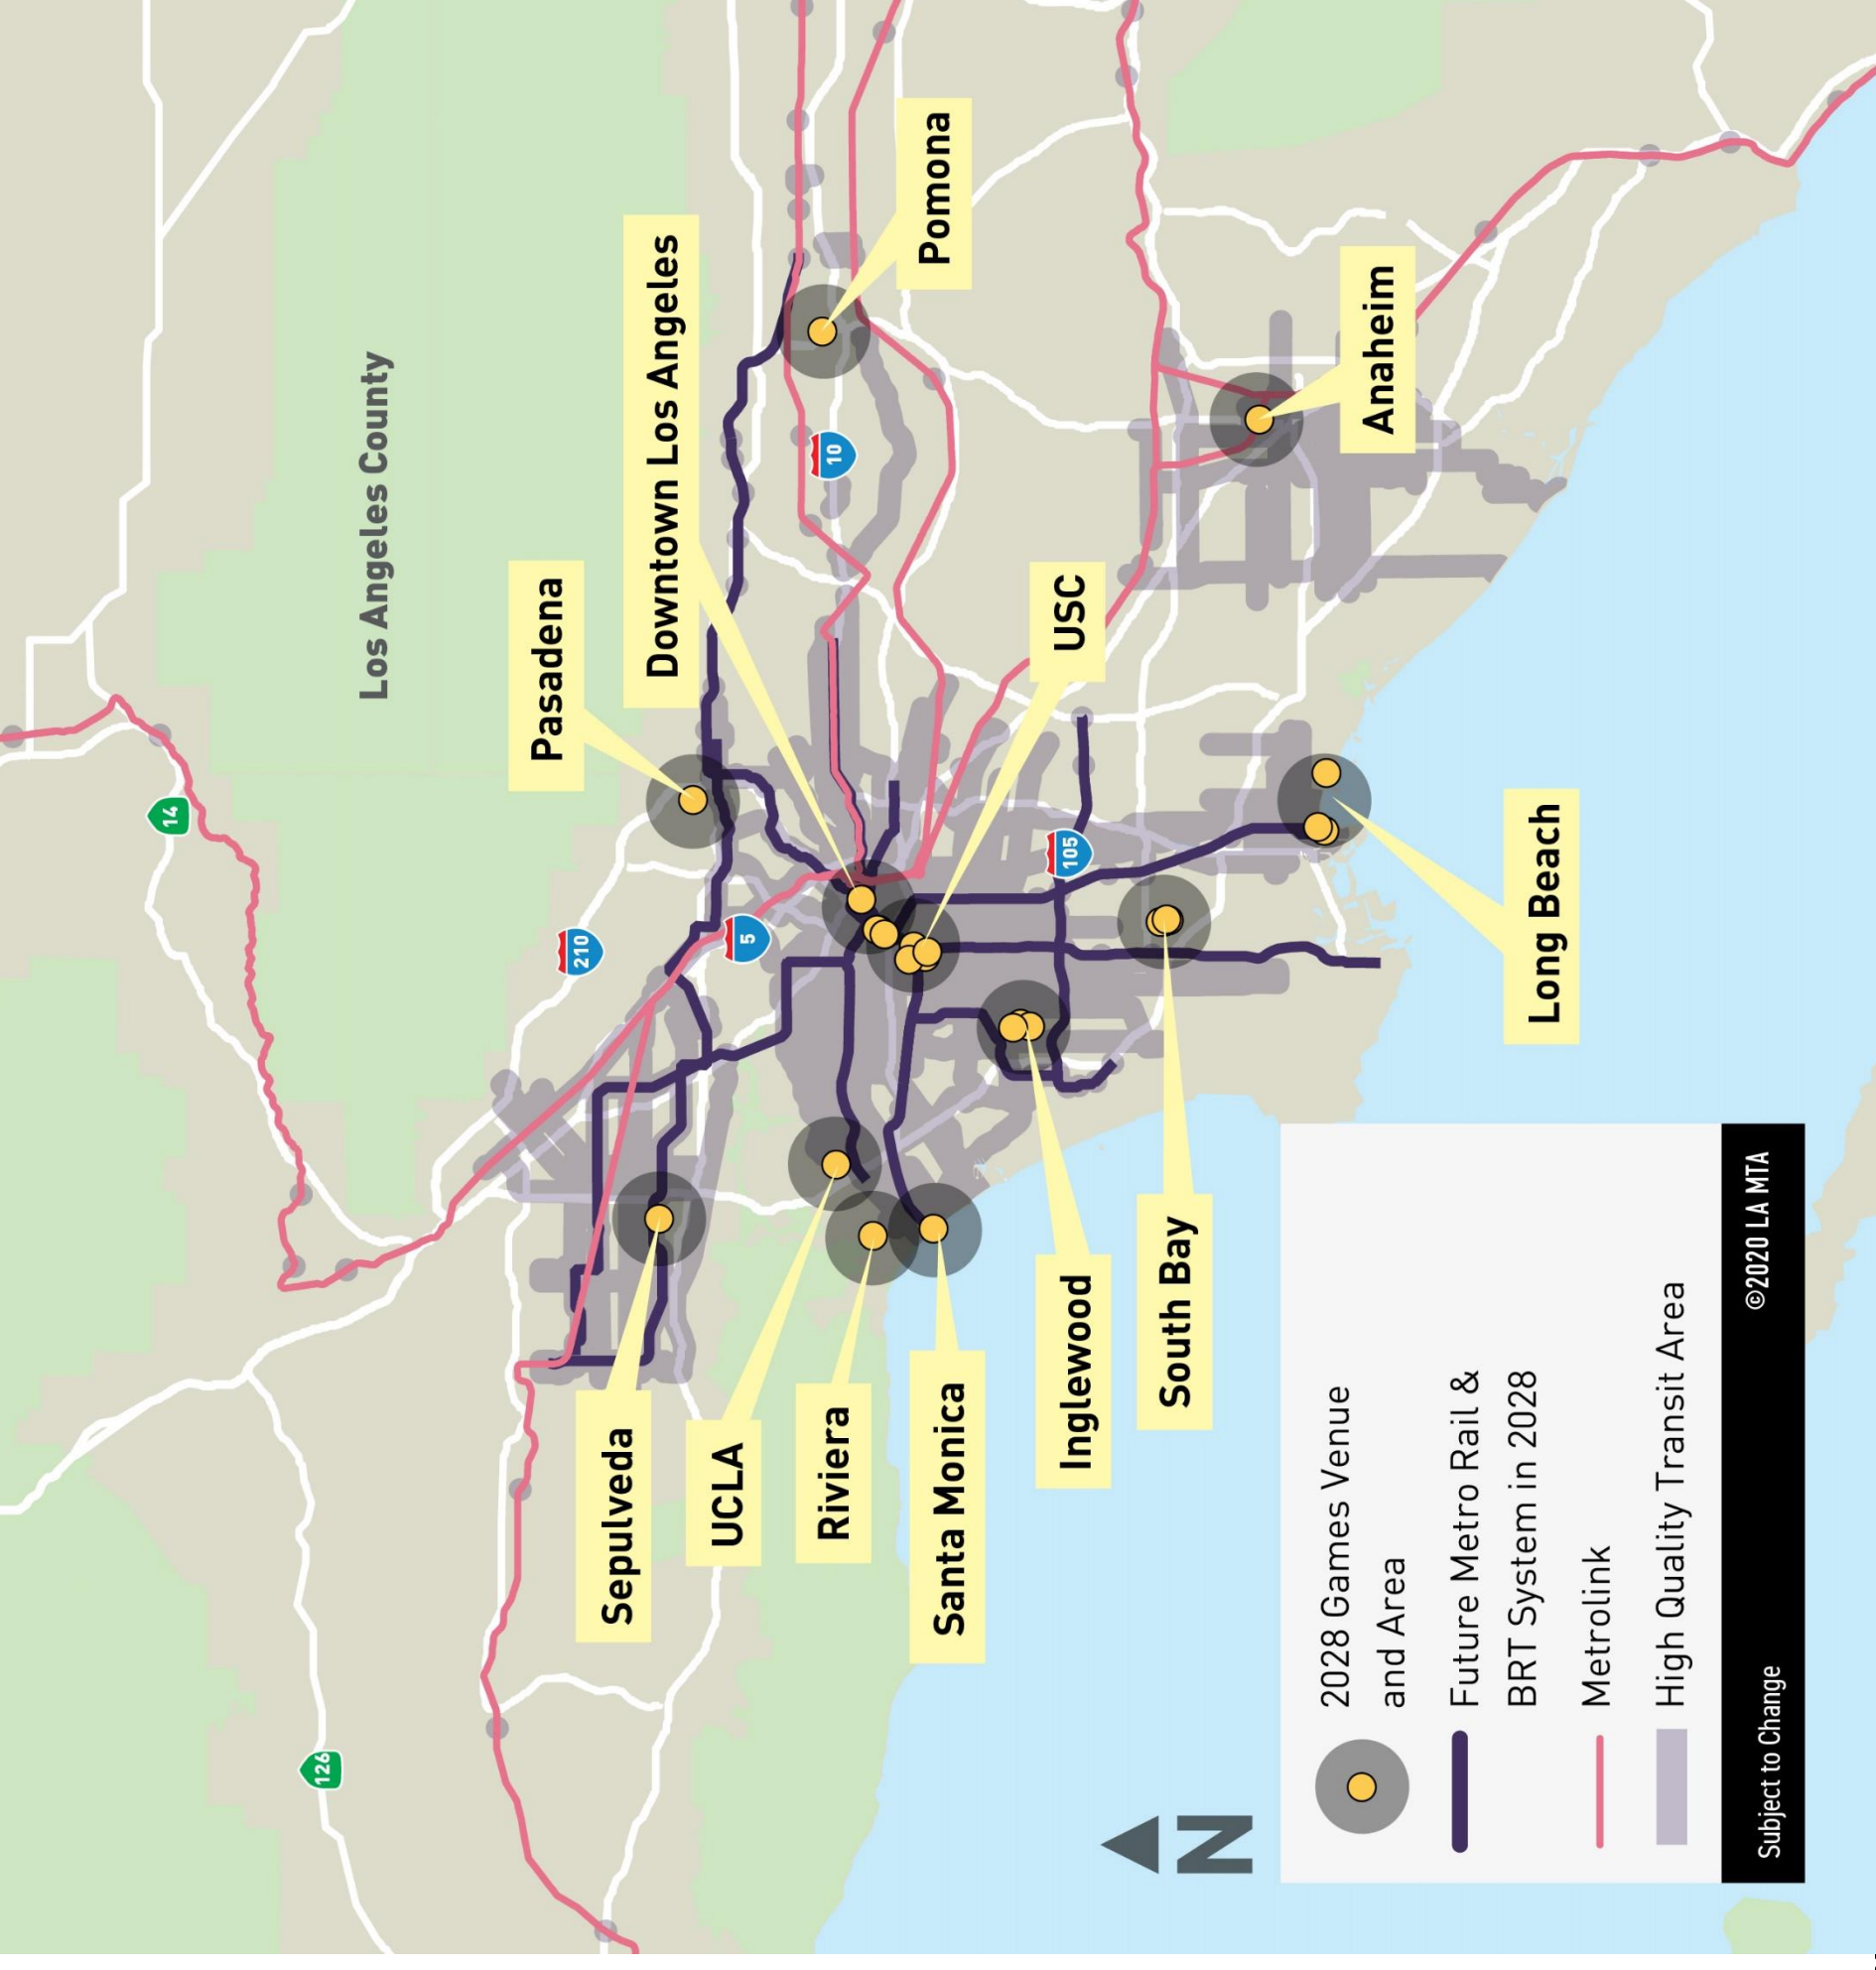 Los Angeles County
14
126
210
5
10
105
Pasadena
Downtown Los Angeles
Pomona
Sepulveda
UCLA
Riviera
Santa Monica
Inglewood
South Bay
Long Beach
USC
Anaheim
N
2028 Games Venue
and Area
Future Metro Rail &
BRT System in 2028
Metrolink
High Quality Transit Area
Subject to Change
©2020 LA MTA